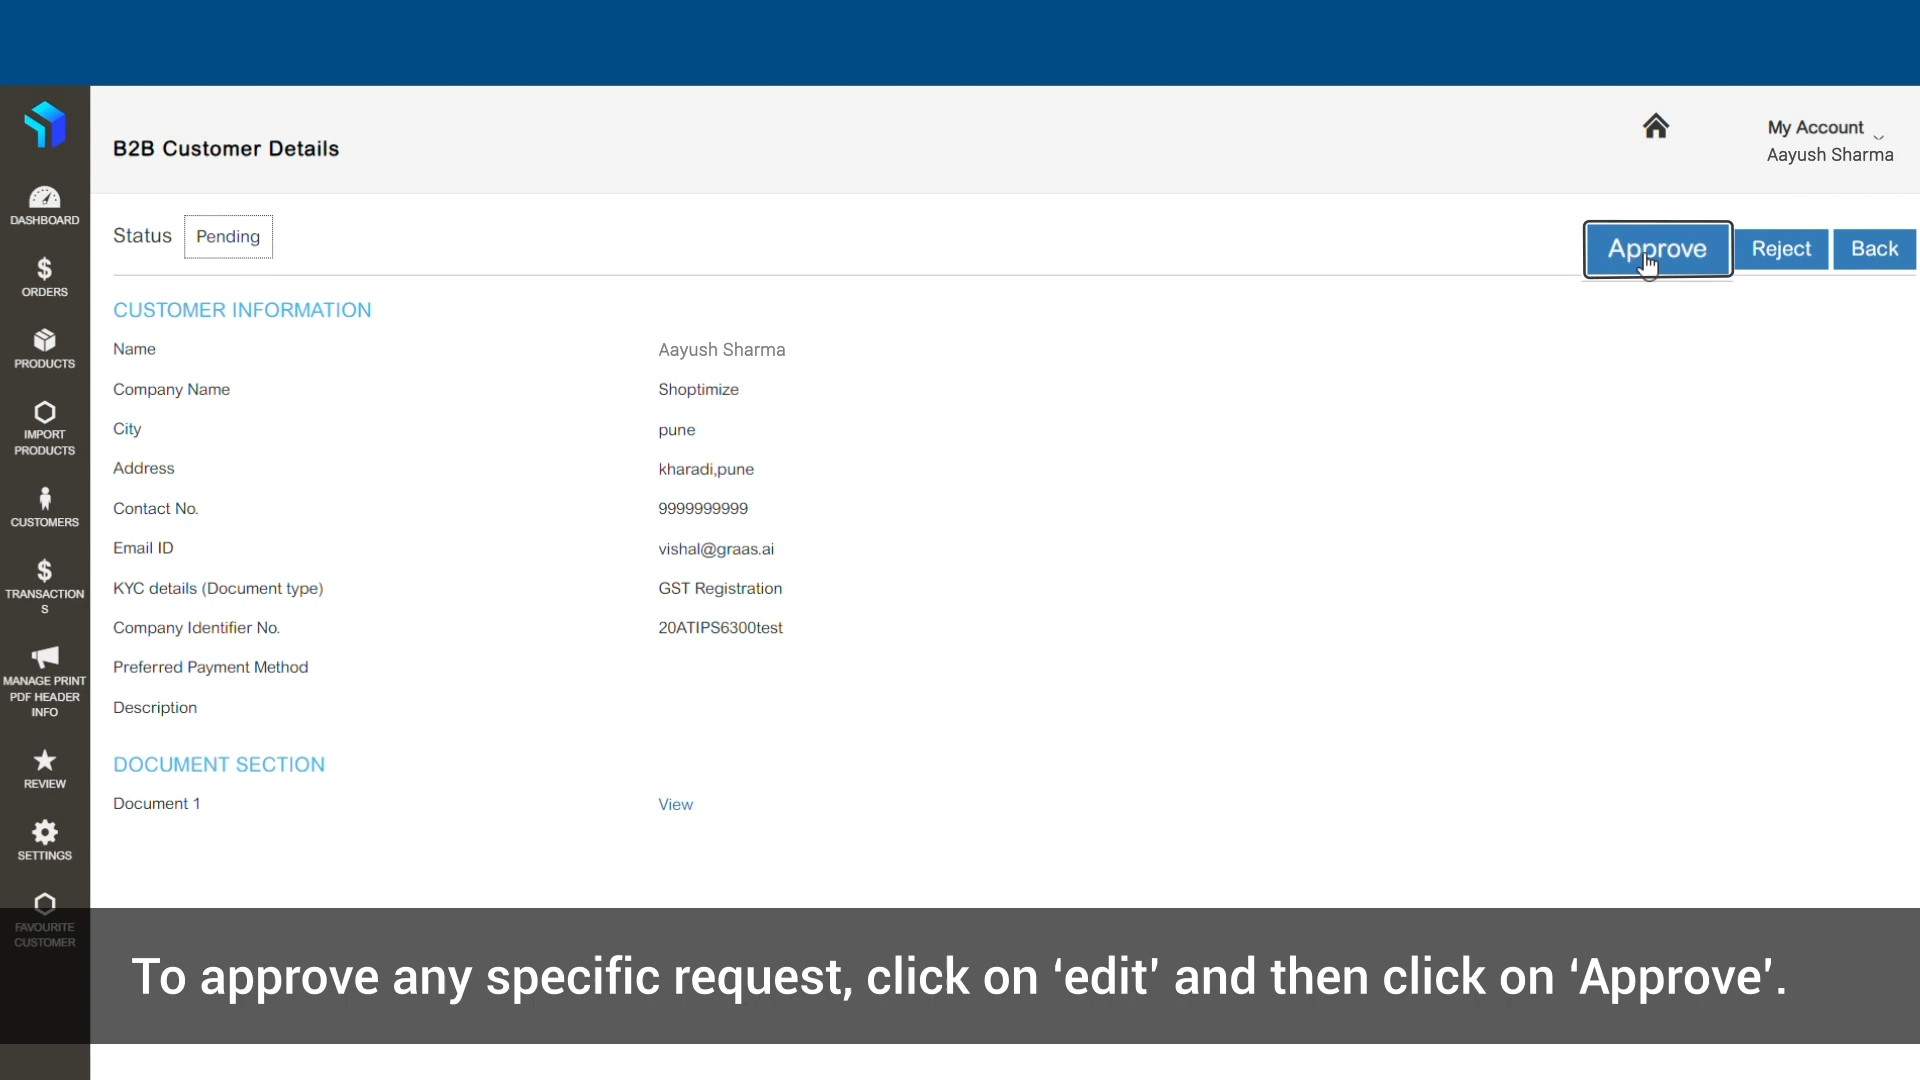 B2B Customer Details
My Account
Aayush Sharma
DASHBOARD
ORDERS
PRODUCTS
IMPORT
PRODUCTS
CUSTOMERS
TRANSACTION
S
MANAGE PRINT
PDF HEADER
INFO
REVIEW
SETTINGS
FAVOURITE
CUSTOMER
Status Pending
Approve Reject Back
CUSTOMER INFORMATION
Name Aayush Sharma
Company Name Shoptimize
City pune
Address kharadi,pune
Contact No. 9999999999
Email ID vishal@graas.ai
KYC details (Document type) GST Registration
Company Identifier No. 20ATIPS6300test
Preferred Payment Method
Description
DOCUMENT SECTION
Document 1 View
To approve any specific request, click on ‘edit’ and then click on ‘Approve’.